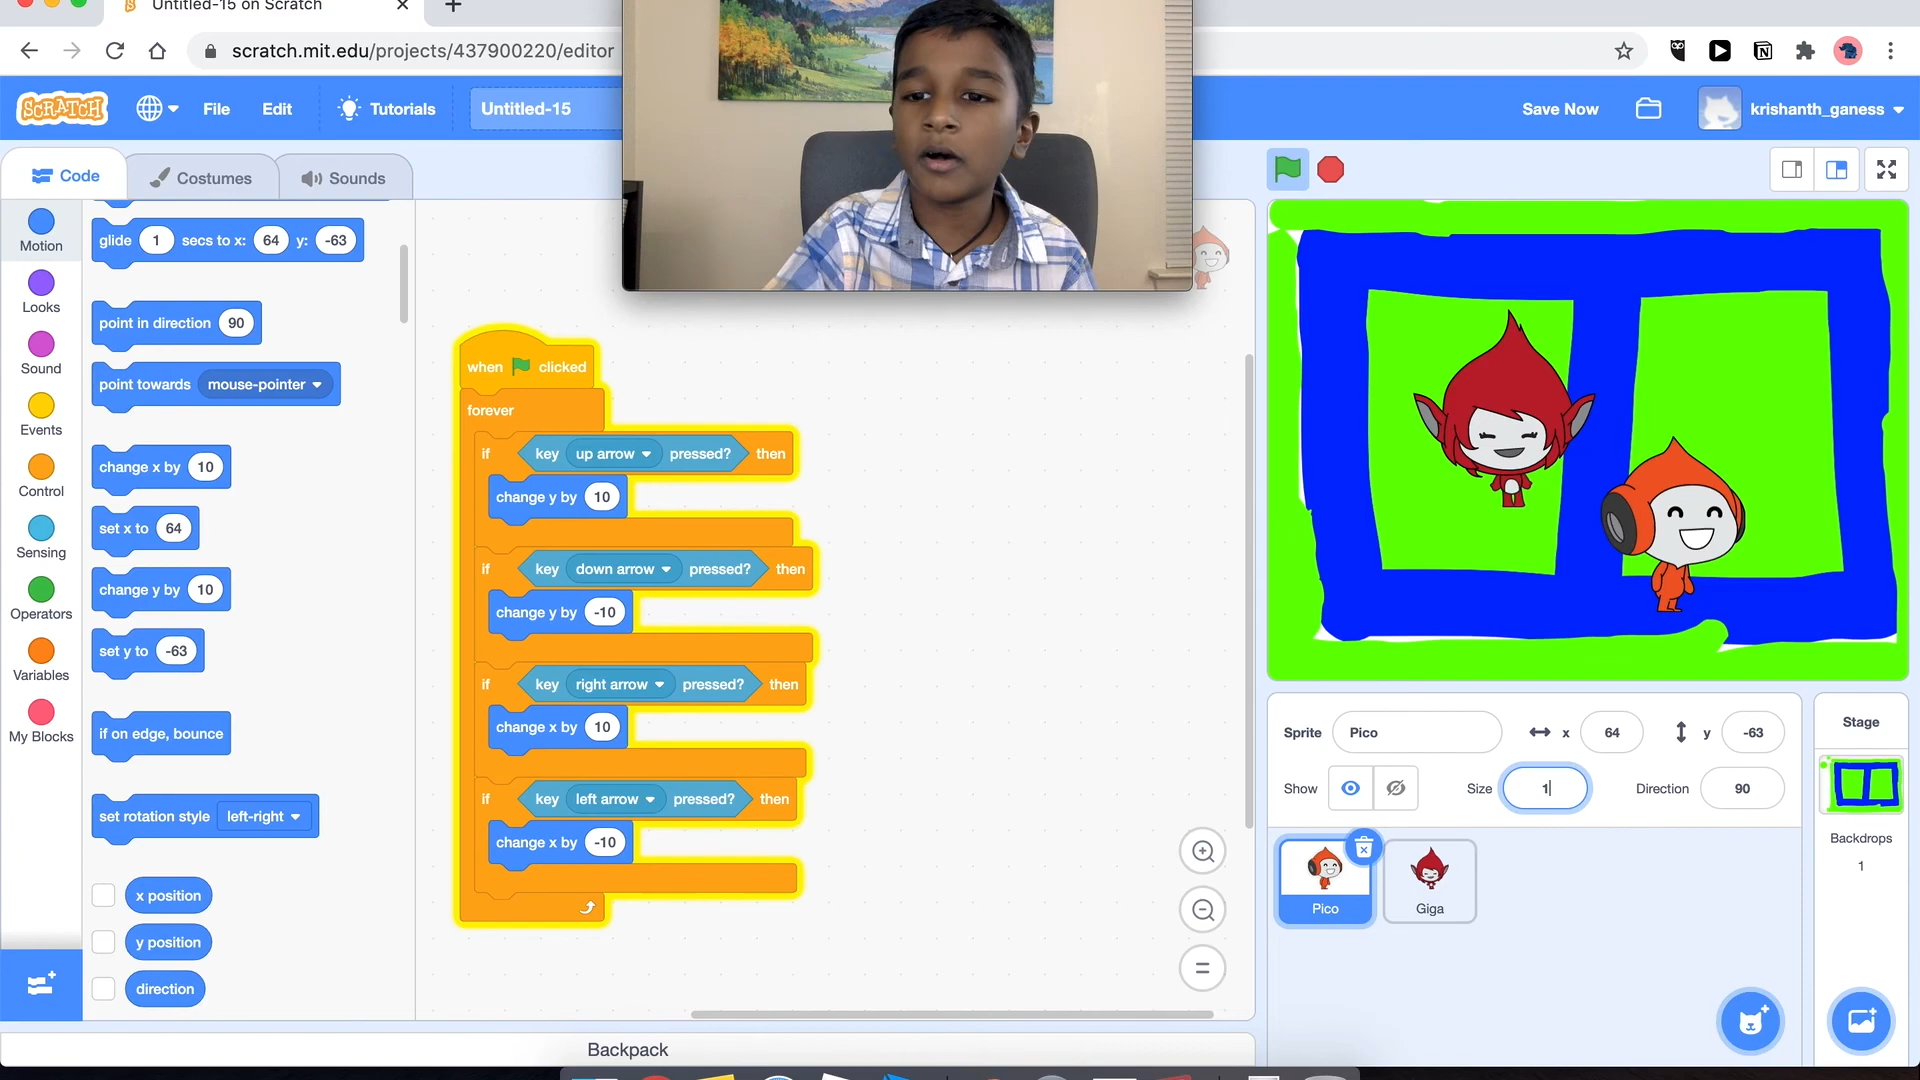 Untitled-15 on Scratch
scratch.mit.edu/projects/437900220/editor
SCRATCH
File
Edit
Tutorials
Untitled-15
Save Now
krishanth_ganess
Code
Costumes
Sounds
Motion
Looks
Sound
Events
Control
Sensing
Operators
Variables
My Blocks
glide 1 secs to x: 64 y: -63
point in direction 90
point towards mouse-pointer
change x by 10
set x to 64
change y by 10
set y to -63
if on edge, bounce
set rotation style left-right
x position
y position
direction
when clicked
forever
if key up arrow pressed? then
change y by 10
if key down arrow pressed? then
change y by -10
if key right arrow pressed? then
change x by 10
if key left arrow pressed? then
change x by -10
Backpack
Sprite Pico x 64 y -63
Show Size 1 Direction 90
Pico
Giga
Stage
Backdrops
1